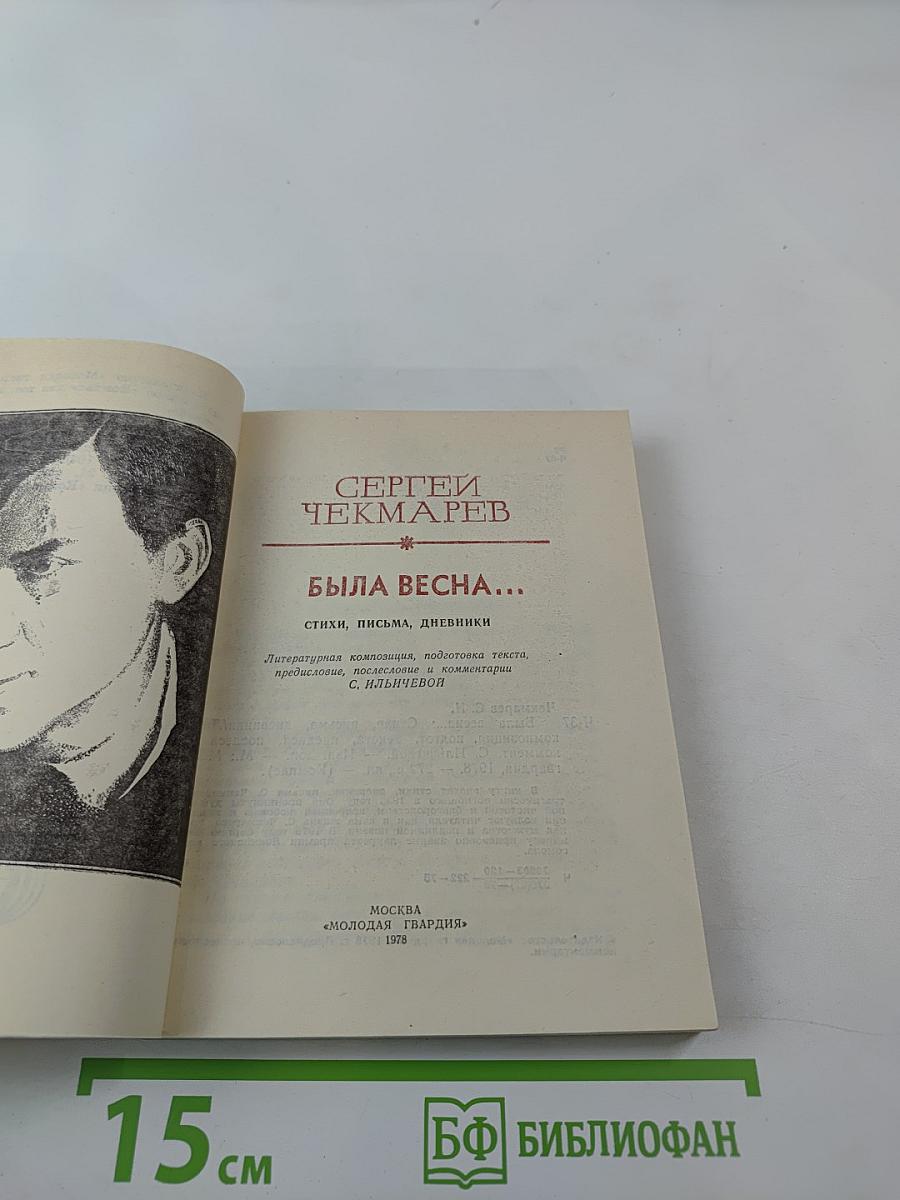 СЕРГЕЙ
ЧЕКМАРЕВ
БЫЛА ВЕСНА...
СТИХИ, ПИСЬМА, ДНЕВНИКИ
Литературная композиция, подготовка текста,
предисловие, послесловие и комментарии
С. ИЛЬИЧЕВОЙ
МОСКВА
«МОЛОДАЯ ГВАРДИЯ»
1978
15 см
БФ БИБЛИОФАН